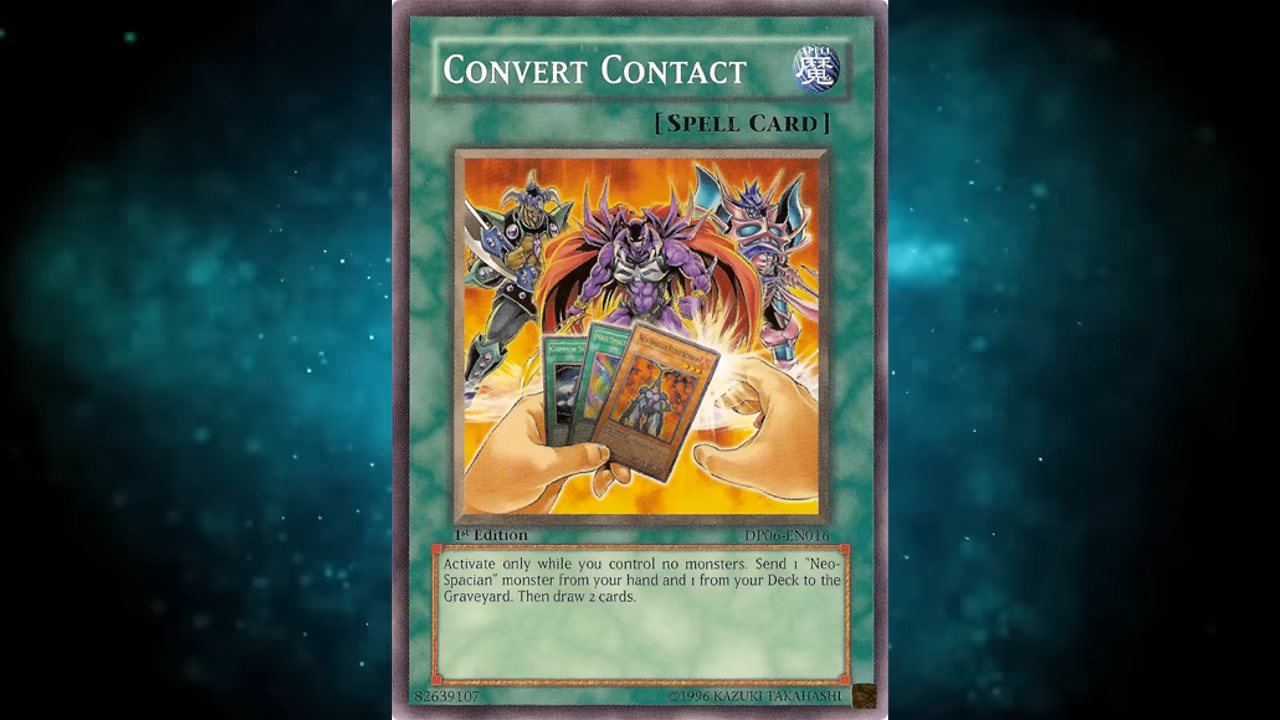 CONVERT CONTACT
SPELL
魔
[SPELL CARD]
1st Edition
DP06-EN016
Activate only while you control no monsters. Send 1 "Neo-
Spacian" monster from your hand and 1 from your Deck to the
Graveyard. Then draw 2 cards.
82639107
©1996 KAZUKI TAKAHASHI